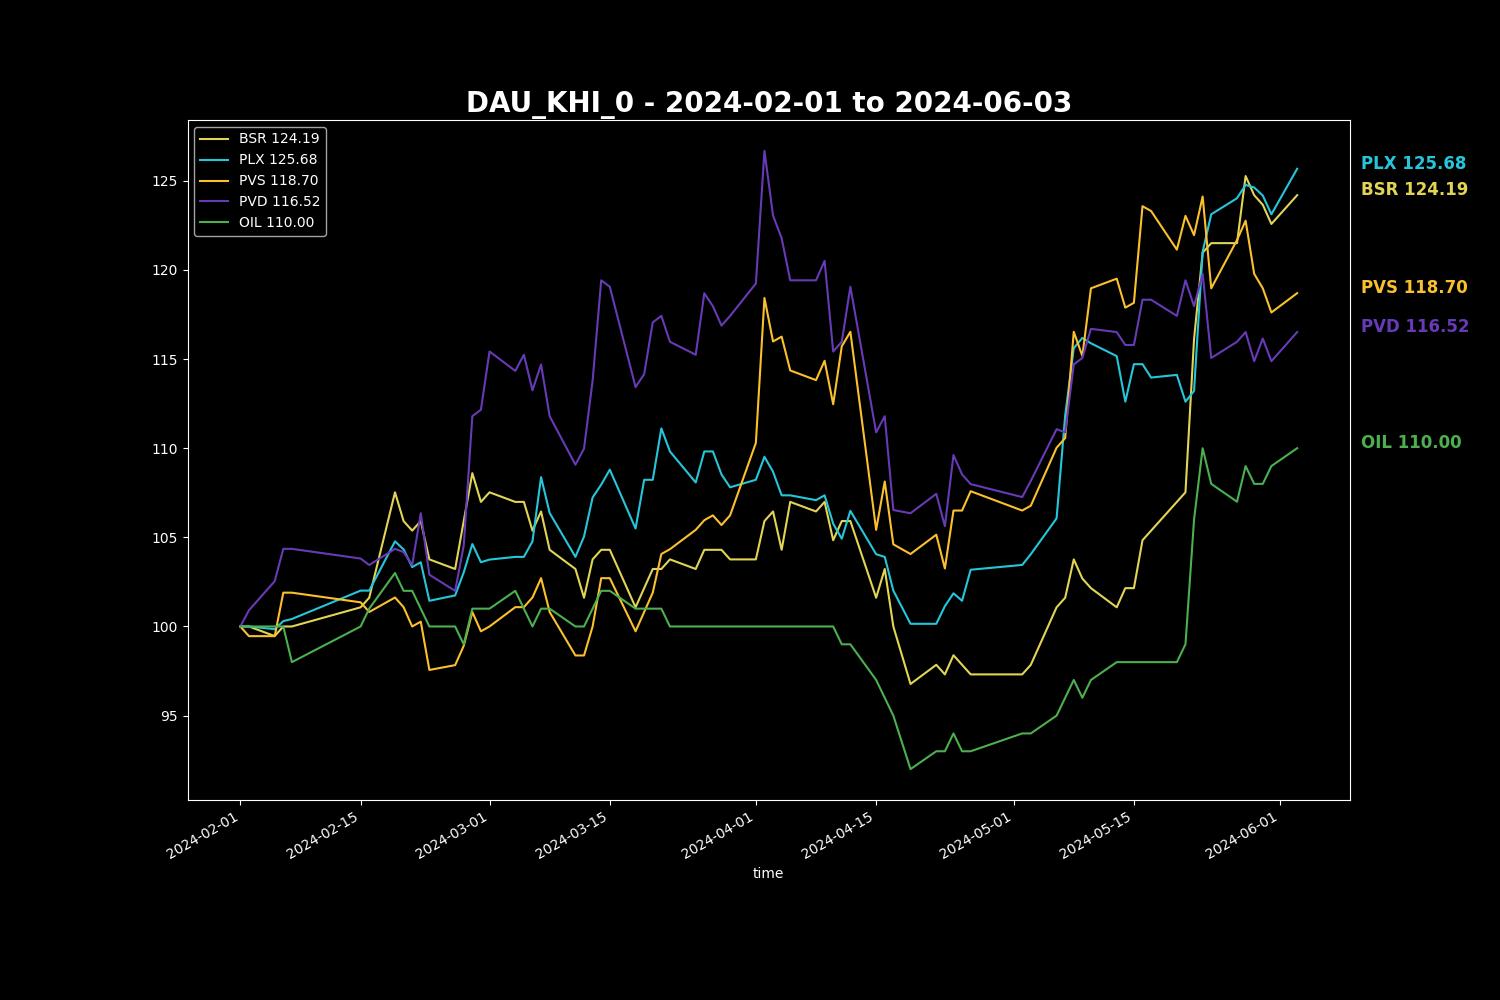 DAU_KHI_0 - 2024-02-01 to 2024-06-03
BSR 124.19
PLX 125.68
PVS 118.70
PVD 116.52
OIL 110.00
125
120
115
110
105
100
95
PLX 125.68
BSR 124.19
PVS 118.70
PVD 116.52
OIL 110.00
2024-02-01
2024-02-15
2024-03-01
2024-03-15
2024-04-01
2024-04-15
2024-05-01
2024-05-15
2024-06-01
time